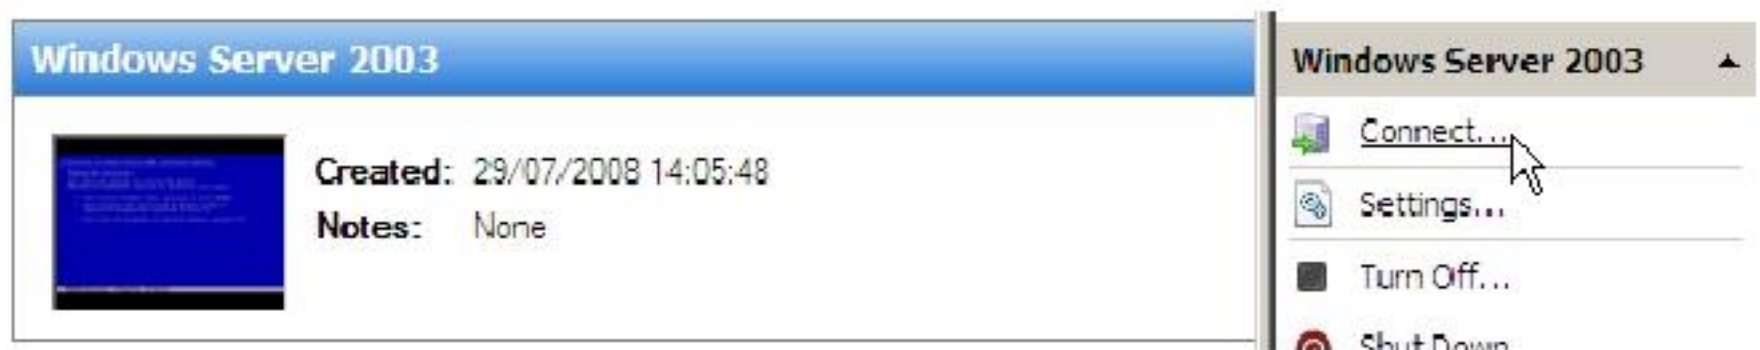 Windows Server 2003
Created: 29/07/2008 14:05:48
Notes: None
Windows Server 2003
Connect...
Settings...
Turn Off...
Shut Down